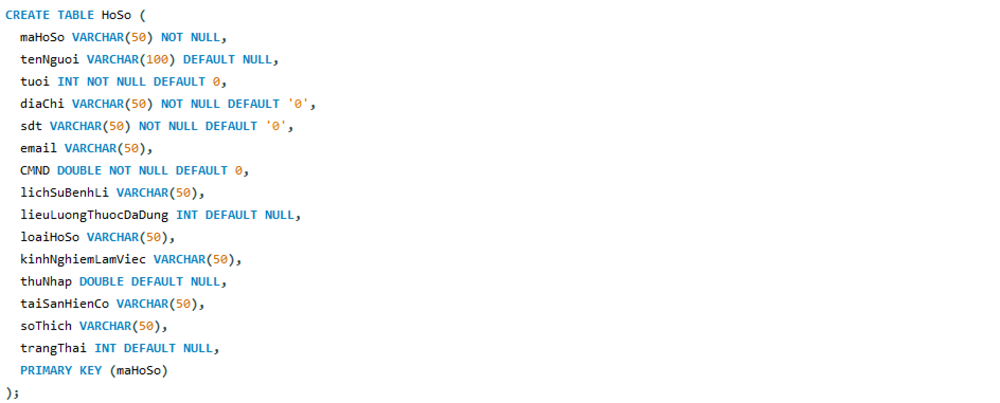 CREATE TABLE HoSo (
maHoSo VARCHAR(50) NOT NULL,
tenNguoi VARCHAR(100) DEFAULT NULL,
tuoi INT NOT NULL DEFAULT 0,
diaChi VARCHAR(50) NOT NULL DEFAULT '0',
sdt VARCHAR(50) NOT NULL DEFAULT '0',
email VARCHAR(50),
CMND DOUBLE NOT NULL DEFAULT 0,
lichSuBenhLi VARCHAR(50),
lieuLuongThuocDaDung INT DEFAULT NULL,
loaiHoSo VARCHAR(50),
kinhNghiemLamViec VARCHAR(50),
thuNhap DOUBLE DEFAULT NULL,
taiSanHienCo VARCHAR(50),
soThich VARCHAR(50),
trangThai INT DEFAULT NULL,
PRIMARY KEY (maHoSo)
);